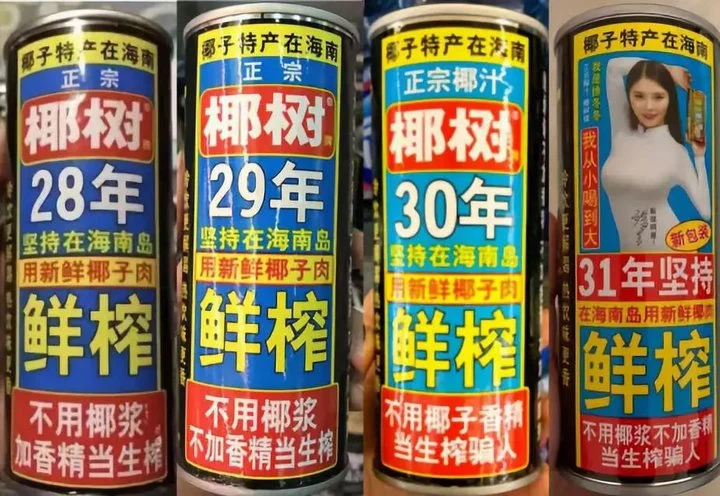 椰子特产在海南
正宗
椰树
28年
坚持在海南岛
用新鲜椰子肉
鲜榨
不用椰浆
加香精当生榨
椰子特产在海南
正宗
椰树
29年
坚持在海南岛
用新鲜椰子肉
鲜榨
不用椰浆
不加香精当生榨
椰子特产在海南
正宗椰汁
椰树
30年
坚持在海南岛
用新鲜椰子肉
鲜榨
不用椰子香精
当生榨骗人
椰子特产在海南
我从小喝到大
新包装
31年坚持
在海南岛用新鲜椰肉
鲜榨
不用椰浆不加香精
当生榨骗人